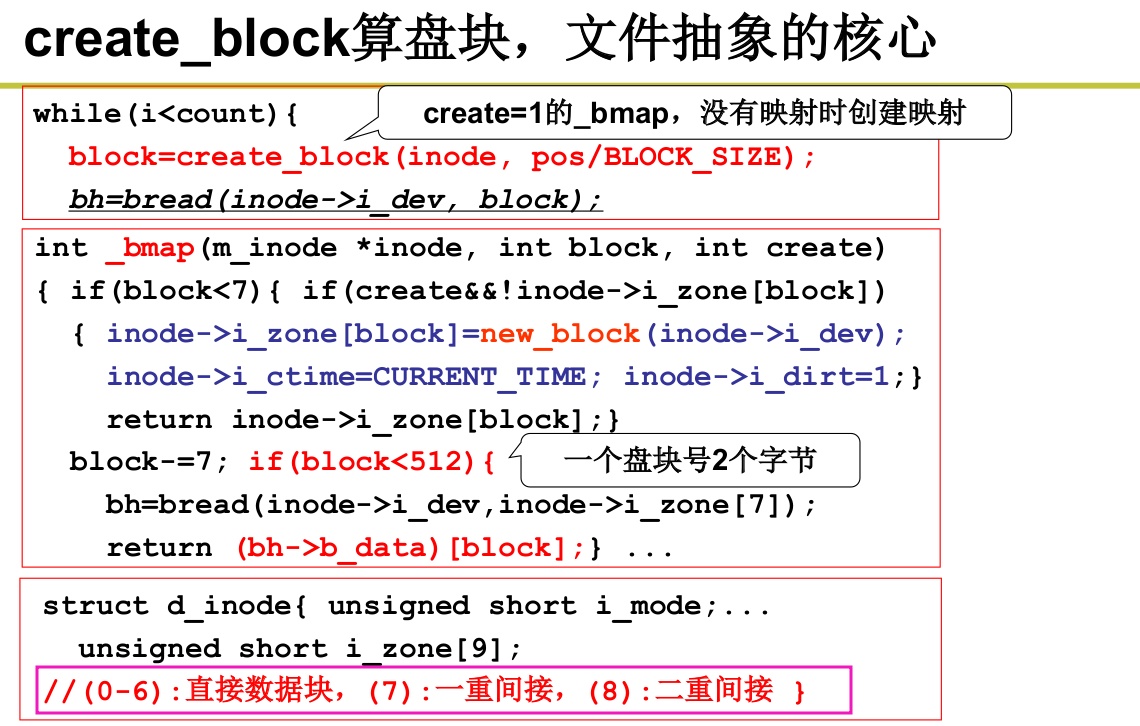 create_block算盘块，文件抽象的核心
while(i<count){
create=1的_bmap，没有映射时创建映射
block=create_block(inode, pos/BLOCK_SIZE);
bh=bread(inode->i_dev, block);
int _bmap(m_inode *inode, int block, int create)
{ if(block<7){ if(create&&!inode->i_zone[block])
{ inode->i_zone[block]=new_block(inode->i_dev);
inode->i_ctime=CURRENT_TIME; inode->i_dirt=1;}
return inode->i_zone[block];}
block-=7; if(block<512){
一个盘块号2个字节
bh=bread(inode->i_dev,inode->i_zone[7]);
return (bh->b_data)[block];} ...
struct d_inode{ unsigned short i_mode;...
unsigned short i_zone[9];
//(0-6):直接数据块，(7):一重间接，(8):二重间接 }